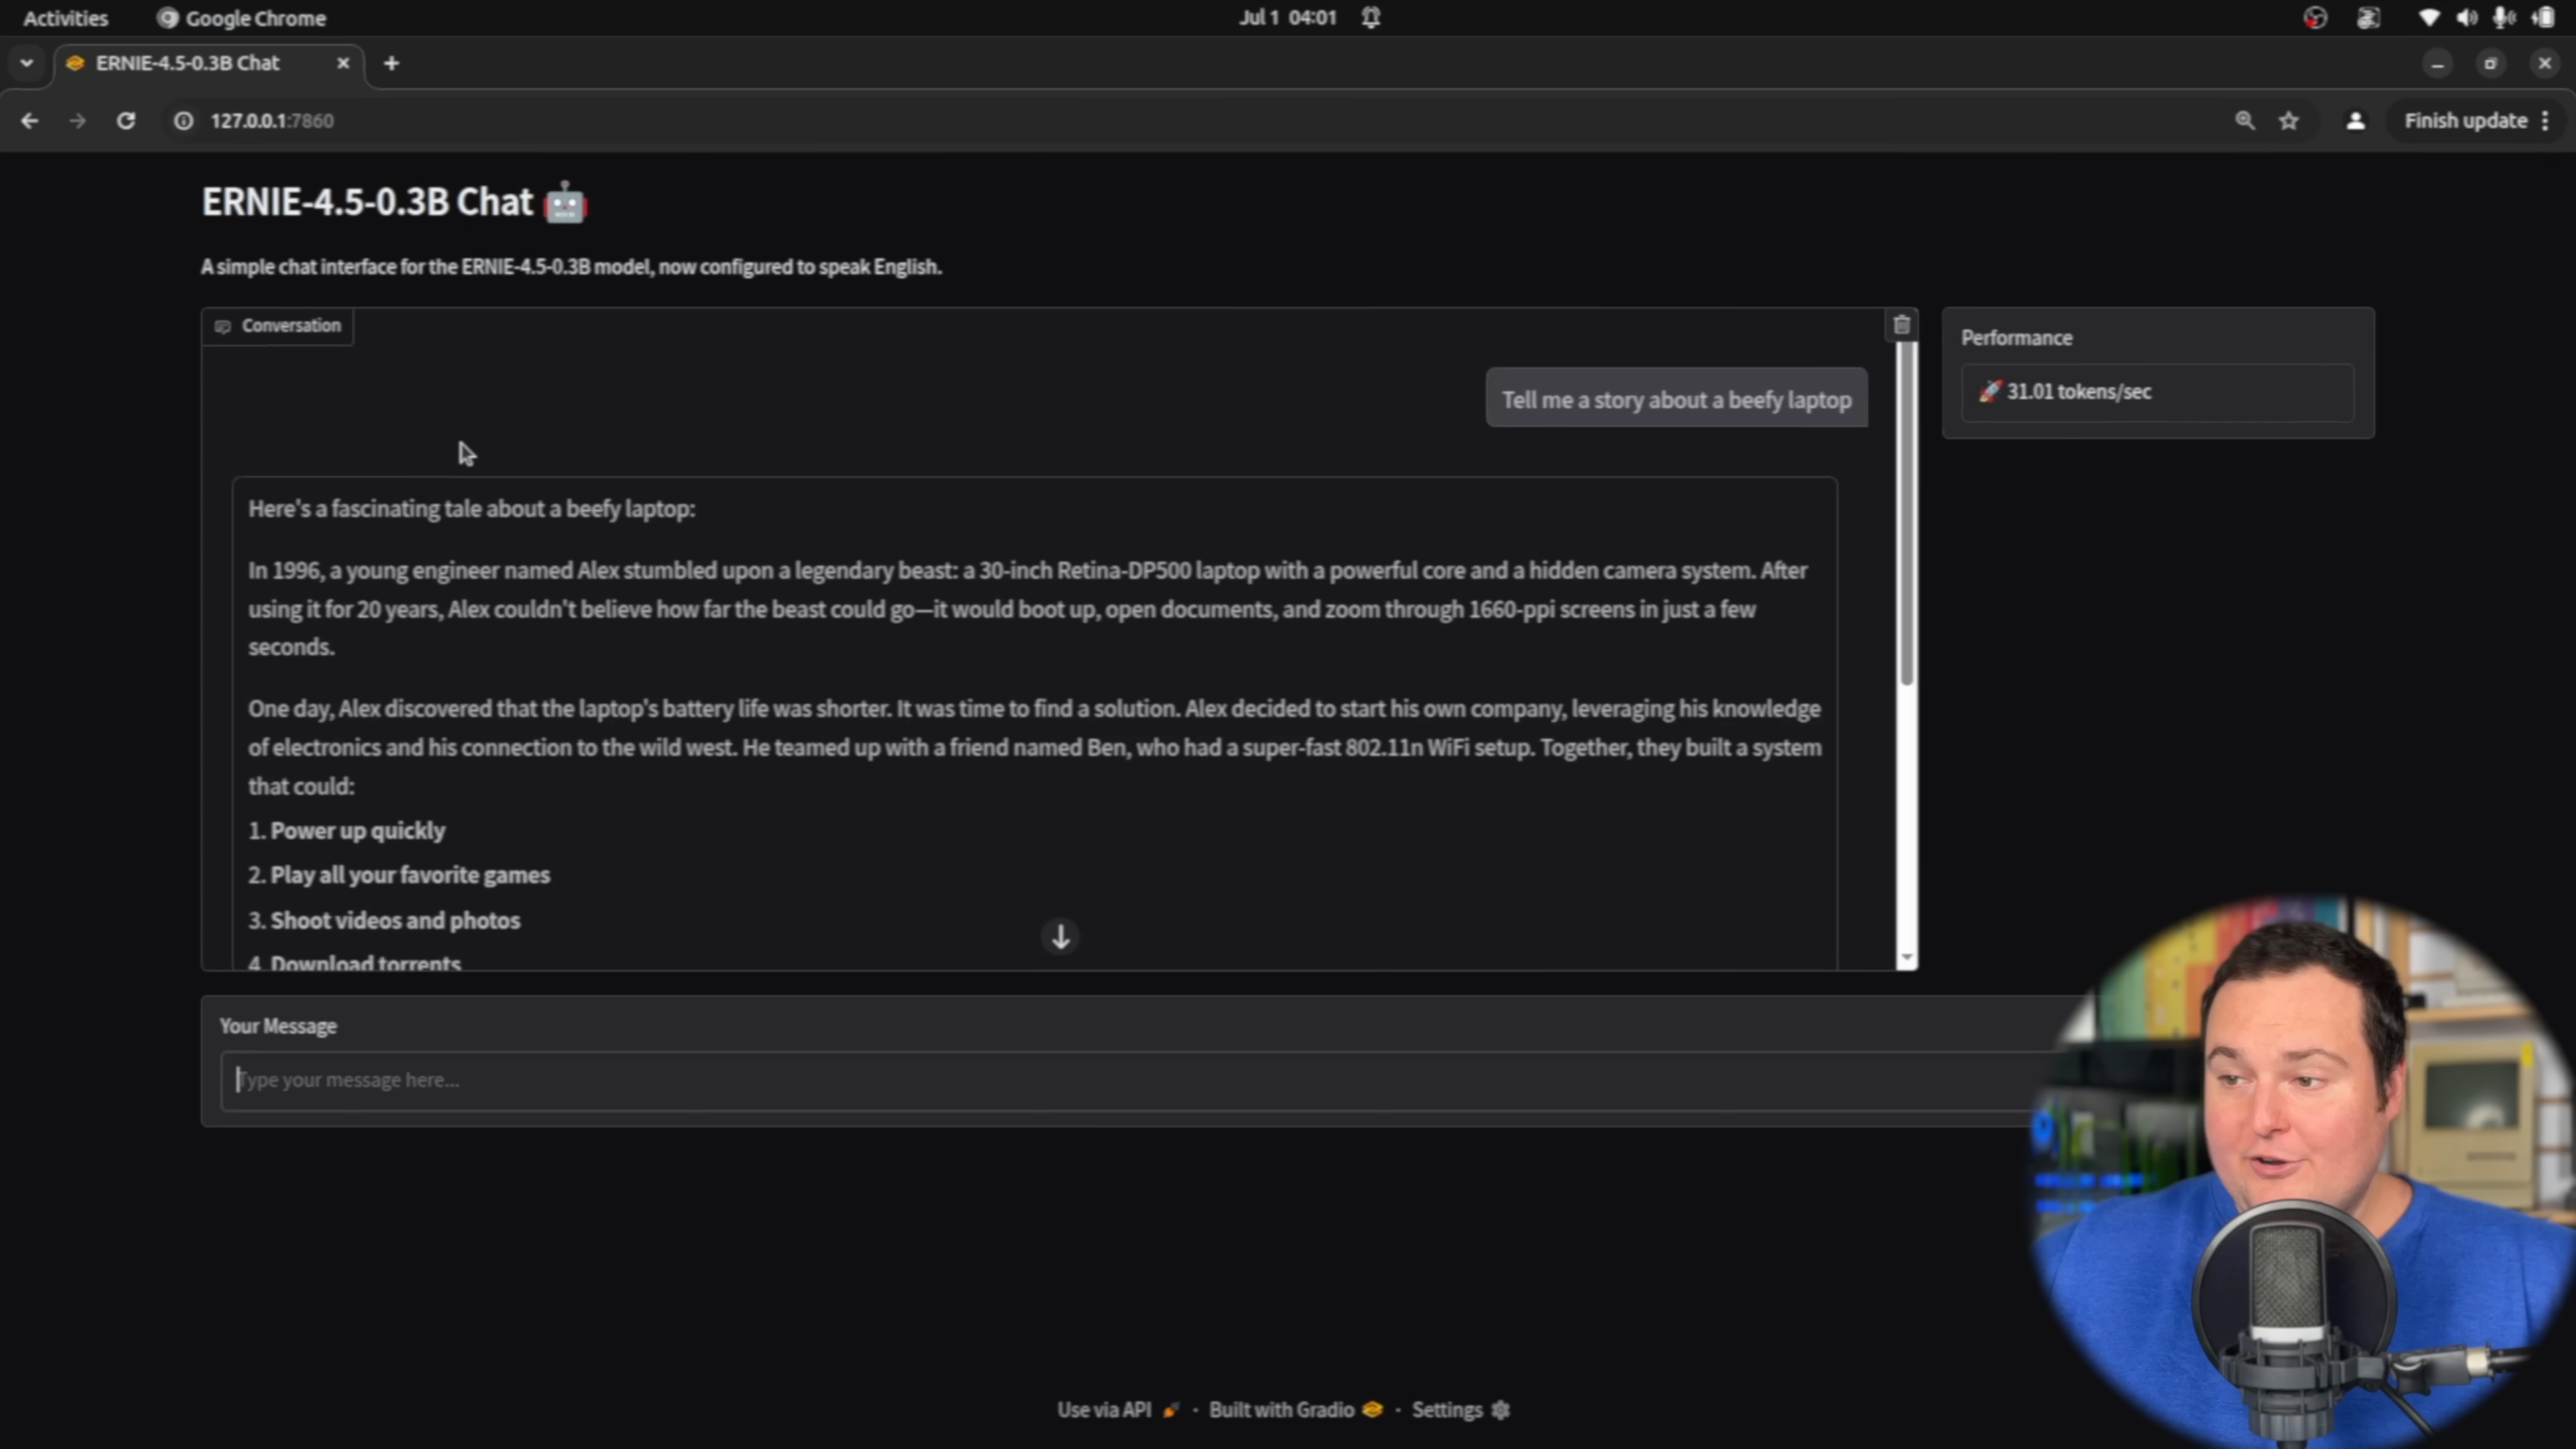 Activities
Google Chrome
Jul 1 04:01
ERNIE-4.5-0.3B Chat
127.0.0.1:7860
Finish update
ERNIE-4.5-0.3B Chat
A simple chat interface for the ERNIE-4.5-0.3B model, now configured to speak English.
Conversation
Tell me a story about a beefy laptop
Performance
31.01 tokens/sec
Here's a fascinating tale about a beefy laptop:
In 1996, a young engineer named Alex stumbled upon a legendary beast: a 30-inch Retina-DP500 laptop with a powerful core and a hidden camera system. After
using it for 20 years, Alex couldn't believe how far the beast could go—it would boot up, open documents, and zoom through 1660-ppi screens in just a few
seconds.
One day, Alex discovered that the laptop's battery life was shorter. It was time to find a solution. Alex decided to start his own company, leveraging his knowledge
of electronics and his connection to the wild west. He teamed up with a friend named Ben, who had a super-fast 802.11n WiFi setup. Together, they built a system
that could:
1. Power up quickly
2. Play all your favorite games
3. Shoot videos and photos
4. Download torrents
Your Message
Type your message here...
Use via API · Built with Gradio · Settings